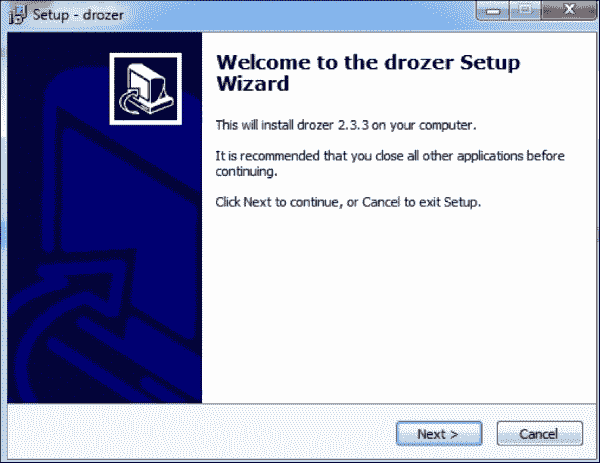 Setup - drozer
Welcome to the drozer Setup
Wizard
This will install drozer 2.3.3 on your computer.
It is recommended that you close all other applications before
continuing.
Click Next to continue, or Cancel to exit Setup.
Next >
Cancel